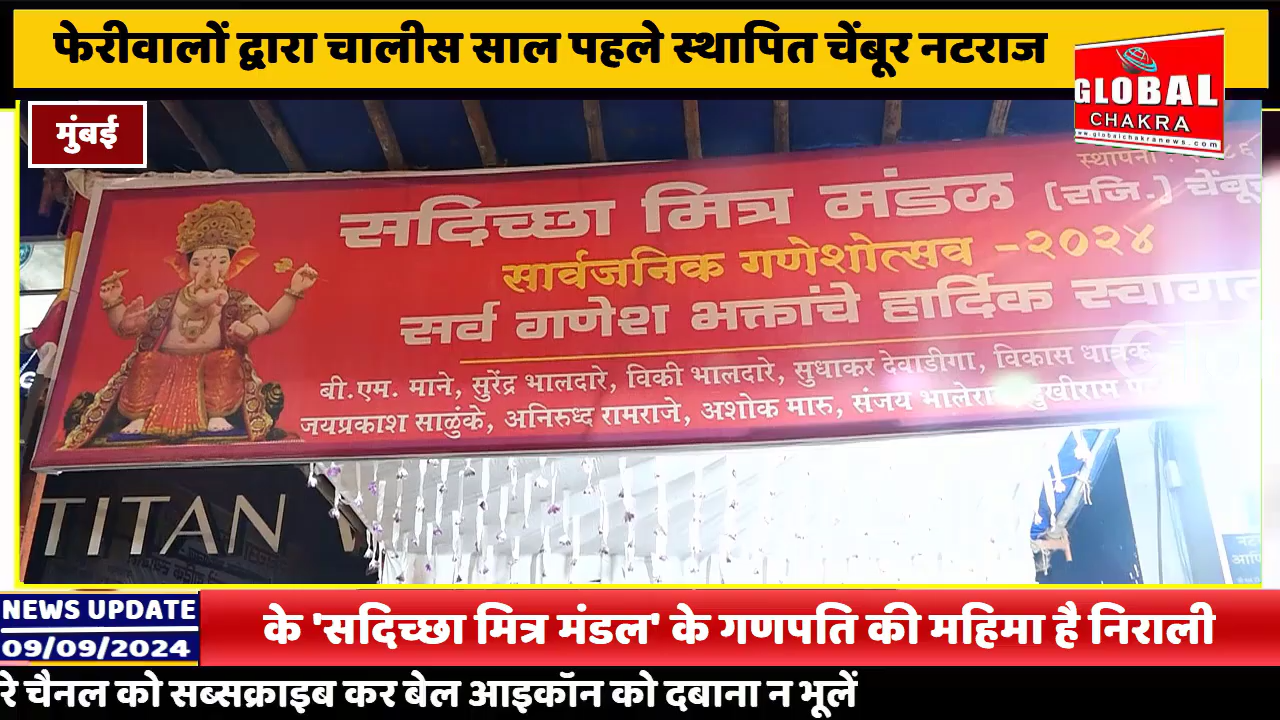 फेरीवालों द्वारा चालीस साल पहले स्थापित चेंबूर नटराज
GLOBAL
CHAKRA
www.globalchakranews.com
मुंबई
स्थापना :
सदिच्छा मित्र मंडळ (रजि.) चेंबूर
सार्वजनिक गणेशोत्सव -२०२४
सर्व गणेश भक्तांचे हार्दिक स्वागत
बी.एम. माने, सुरेंद्र भालदारे, विकी भालदारे, सुधाकर देवाडीगा, विकास धात्रक,
जयप्रकाश साळुंके, अनिरुध्द रामराजे, अशोक मारु, संजय भालेराव
TITAN
NEWS UPDATE
09/09/2024
के 'सदिच्छा मित्र मंडल' के गणपति की महिमा है निराली
रे चैनल को सब्सक्राइब कर बेल आइकॉन को दबाना न भूलें